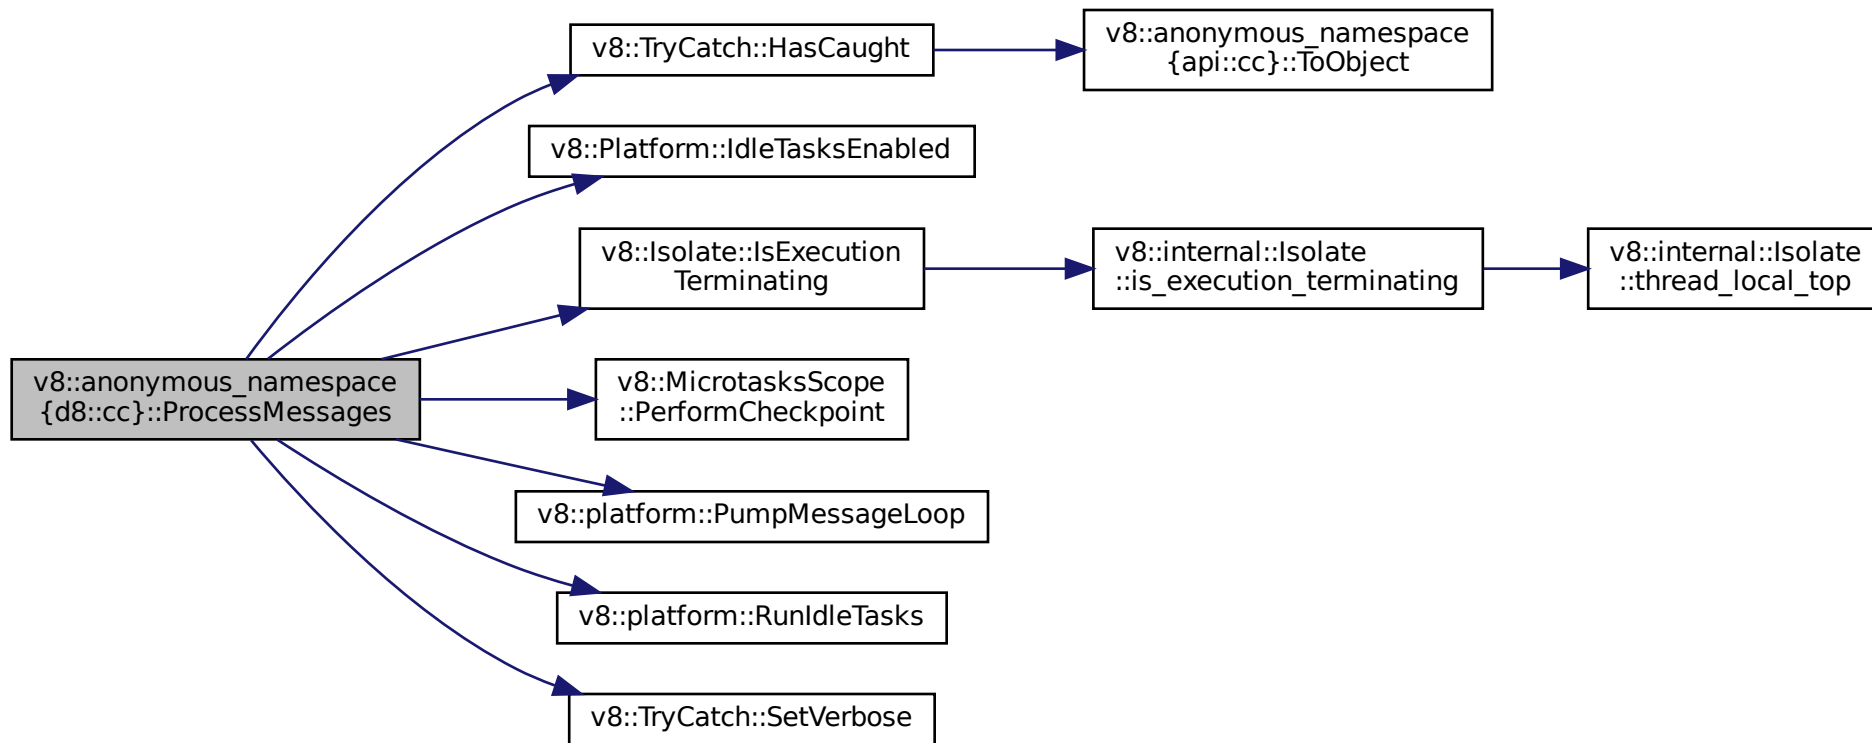 v8::TryCatch::HasCaught
v8::anonymous_namespace
{api::cc}::ToObject
v8::Platform::IdleTasksEnabled
v8::Isolate::IsExecution
Terminating
v8::internal::Isolate
::is_execution_terminating
v8::internal::Isolate
::thread_local_top
v8::anonymous_namespace
{d8::cc}::ProcessMessages
v8::MicrotasksScope
::PerformCheckpoint
v8::platform::PumpMessageLoop
v8::platform::RunIdleTasks
v8::TryCatch::SetVerbose